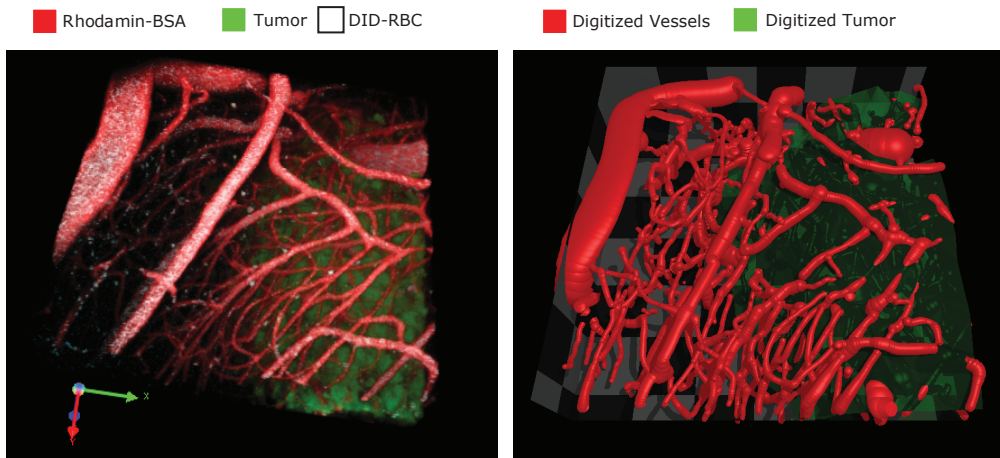 Rhodamin-BSA Tumor DID-RBC
Digitized Vessels Digitized Tumor
X